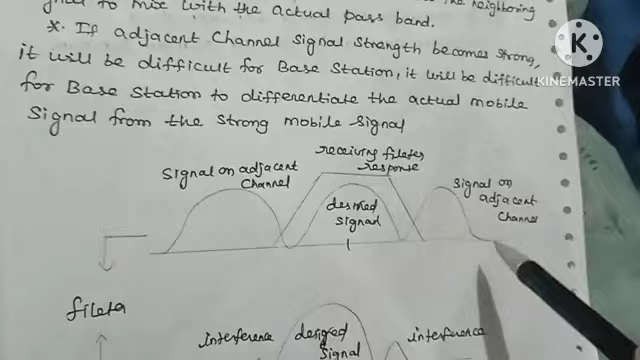 to mix with the actual pass band.
the neighboring
* If adjacent Channel Signal Strength becomes strong,
it will be difficult for Base Station, it will be difficult
for Base Station to differentiate the actual mobile
Signal from the strong mobile signal
KINEMASTER
receiving filter
response
Signal on adjacent
Channel
desired
signal
signal on
adjacent
Channel
filter
interference
desired
signal
interference